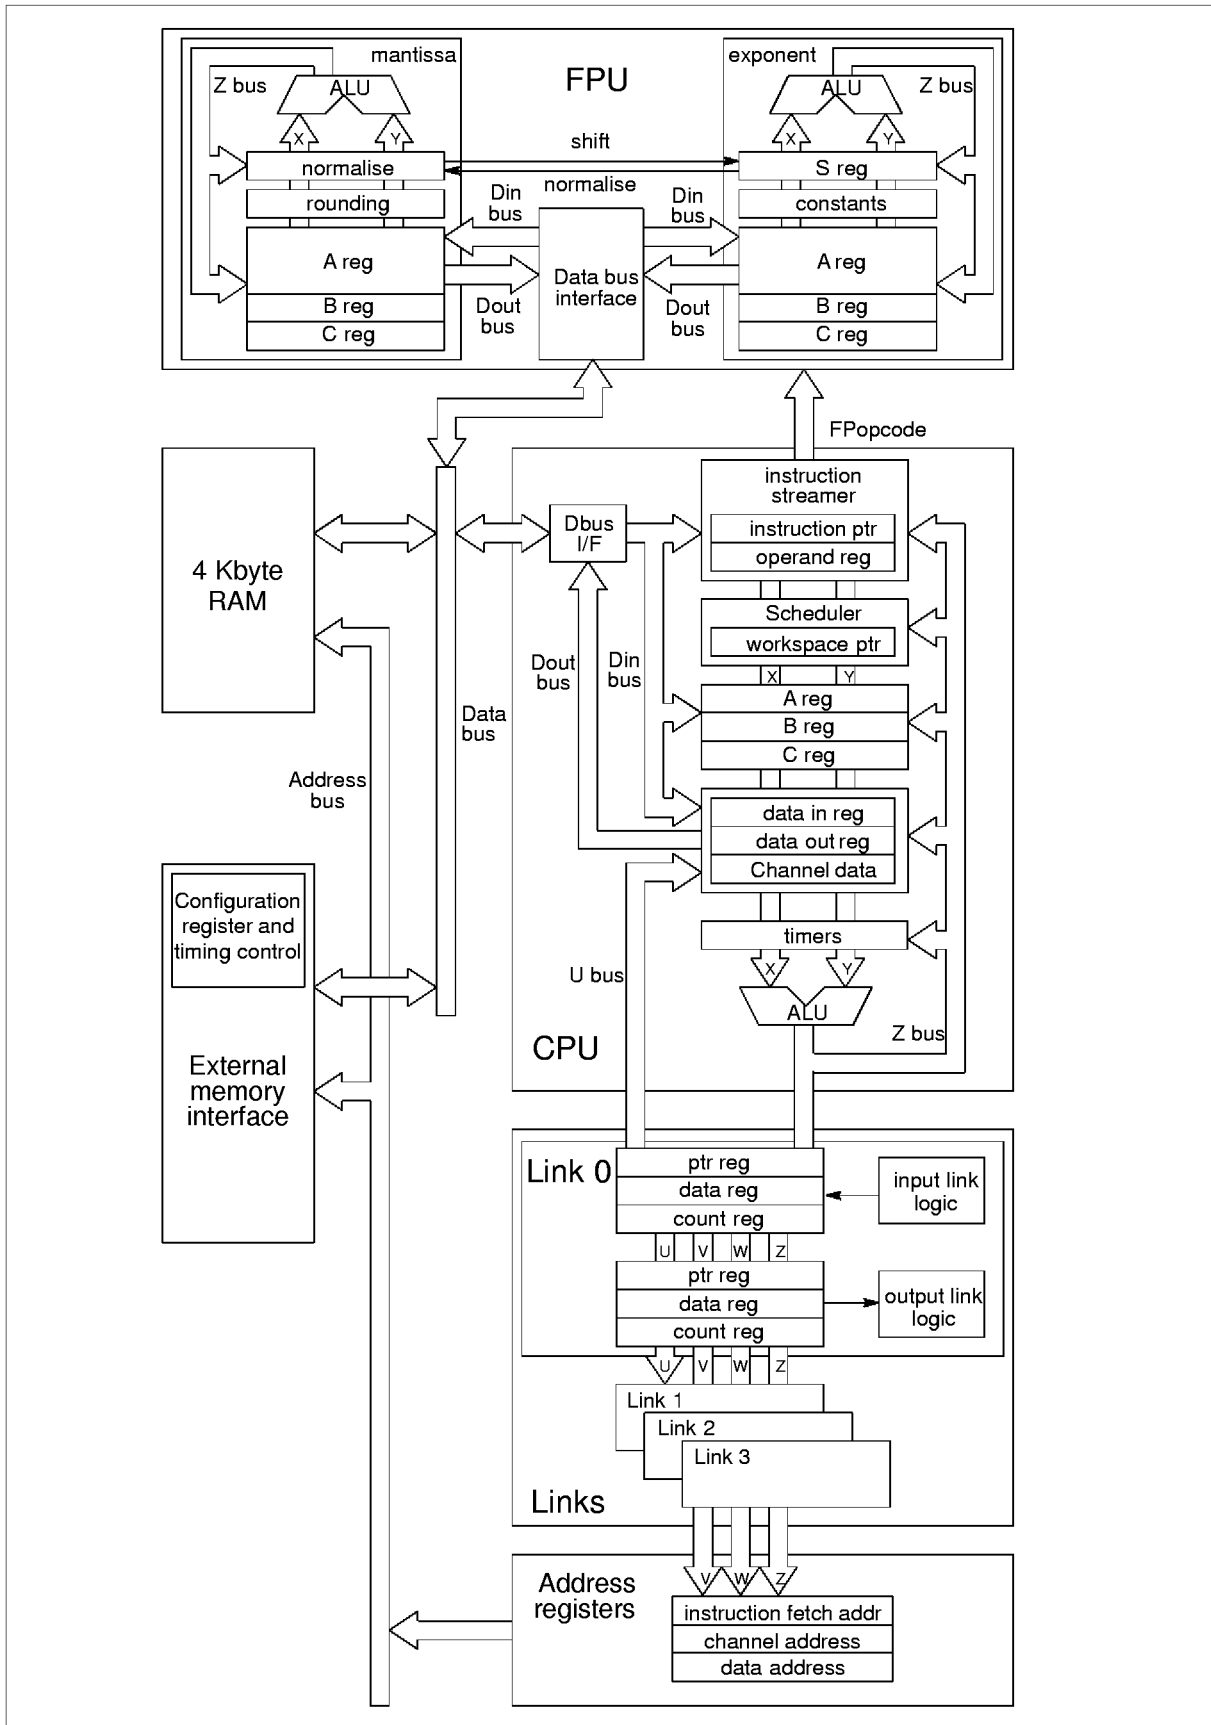 mantissa
FPU
exponent
Z bus
ALU
X
Y
normalise
rounding
A reg
B reg
C reg
shift
normalise
Din
bus
Dout
bus
Data bus
interface
Din
bus
Dout
bus
ALU
Z bus
X
Y
S reg
constants
A reg
B reg
C reg
FPopcode
4 Kbyte
RAM
Data
bus
Address
bus
Configuration
register and
timing control
External
memory
interface
Dbus
I/F
instruction
streamer
instruction ptr
operand reg
Scheduler
workspace ptr
X
Y
Dout
bus
Din
bus
A reg
B reg
C reg
data in reg
data out reg
Channel data
timers
X
Y
ALU
U bus
Z bus
CPU
Link 0
ptr reg
data reg
count reg
input link
logic
U
V
W
Z
ptr reg
data reg
count reg
output link
logic
U
V
W
Z
Link 1
Link 2
Link 3
Links
V
W
Z
Address
registers
instruction fetch addr
channel address
data address